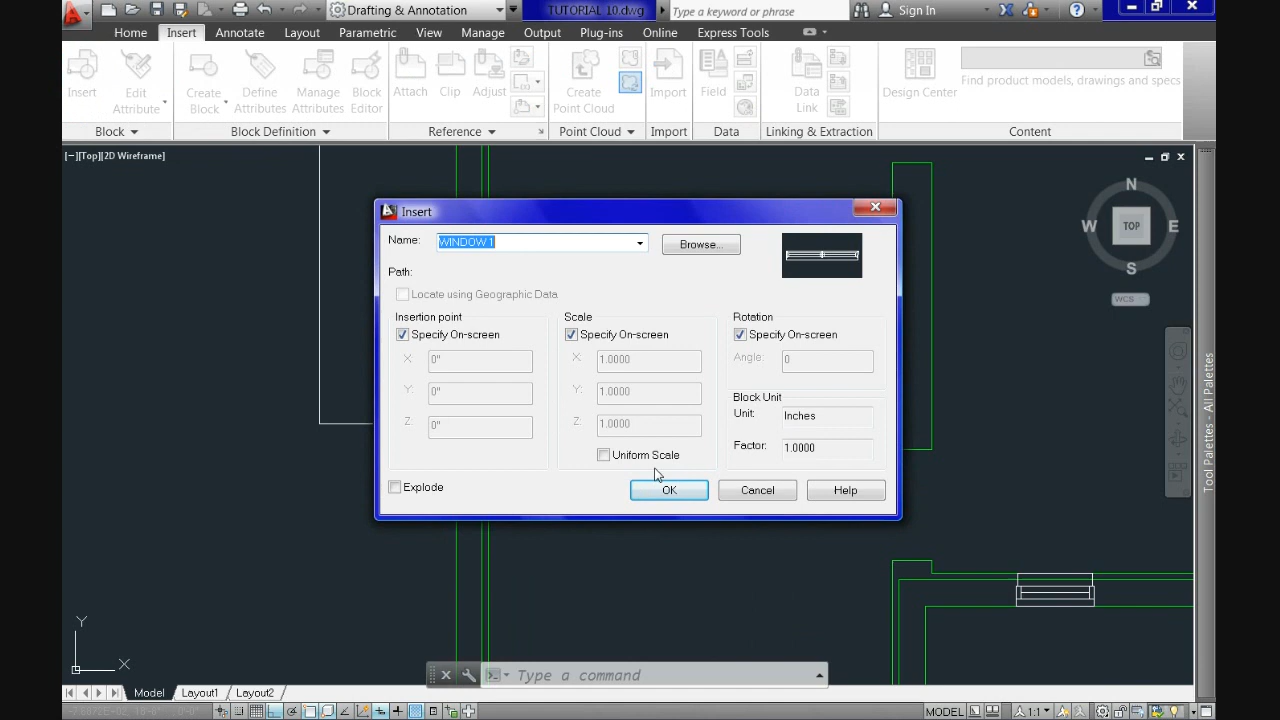 Drafting & Annotation
TUTORIAL 10.dwg
Type a keyword or phrase
Sign In
Home Insert Annotate Layout Parametric View Manage Output Plug-ins Online Express Tools
Insert
Edit Attribute
Create Block
Define Attributes
Manage Attributes
Block Editor
Attach
Clip
Adjust
Create Point Cloud
Import
Field
Data Link
Design Center
Find product models, drawings and specs
Block
Block Definition
Reference
Point Cloud
Import
Data
Linking & Extraction
Content
[−][Top][2D Wireframe]
N
W TOP E
S
WCS
Insert
Name: WINDOW 1 Browse...
Path:
Locate using Geographic Data
Insertion point
Specify On-screen
X: 0"
Y: 0"
Z: 0"
Scale
Specify On-screen
X: 1.0000
Y: 1.0000
Z: 1.0000
Uniform Scale
Rotation
Specify On-screen
Angle: 0
Block Unit
Unit: Inches
Factor: 1.0000
Explode
OK Cancel Help
Tool Palettes - All Palettes
Y
X
Type a command
Model Layout1 Layout2
MODEL
1:1